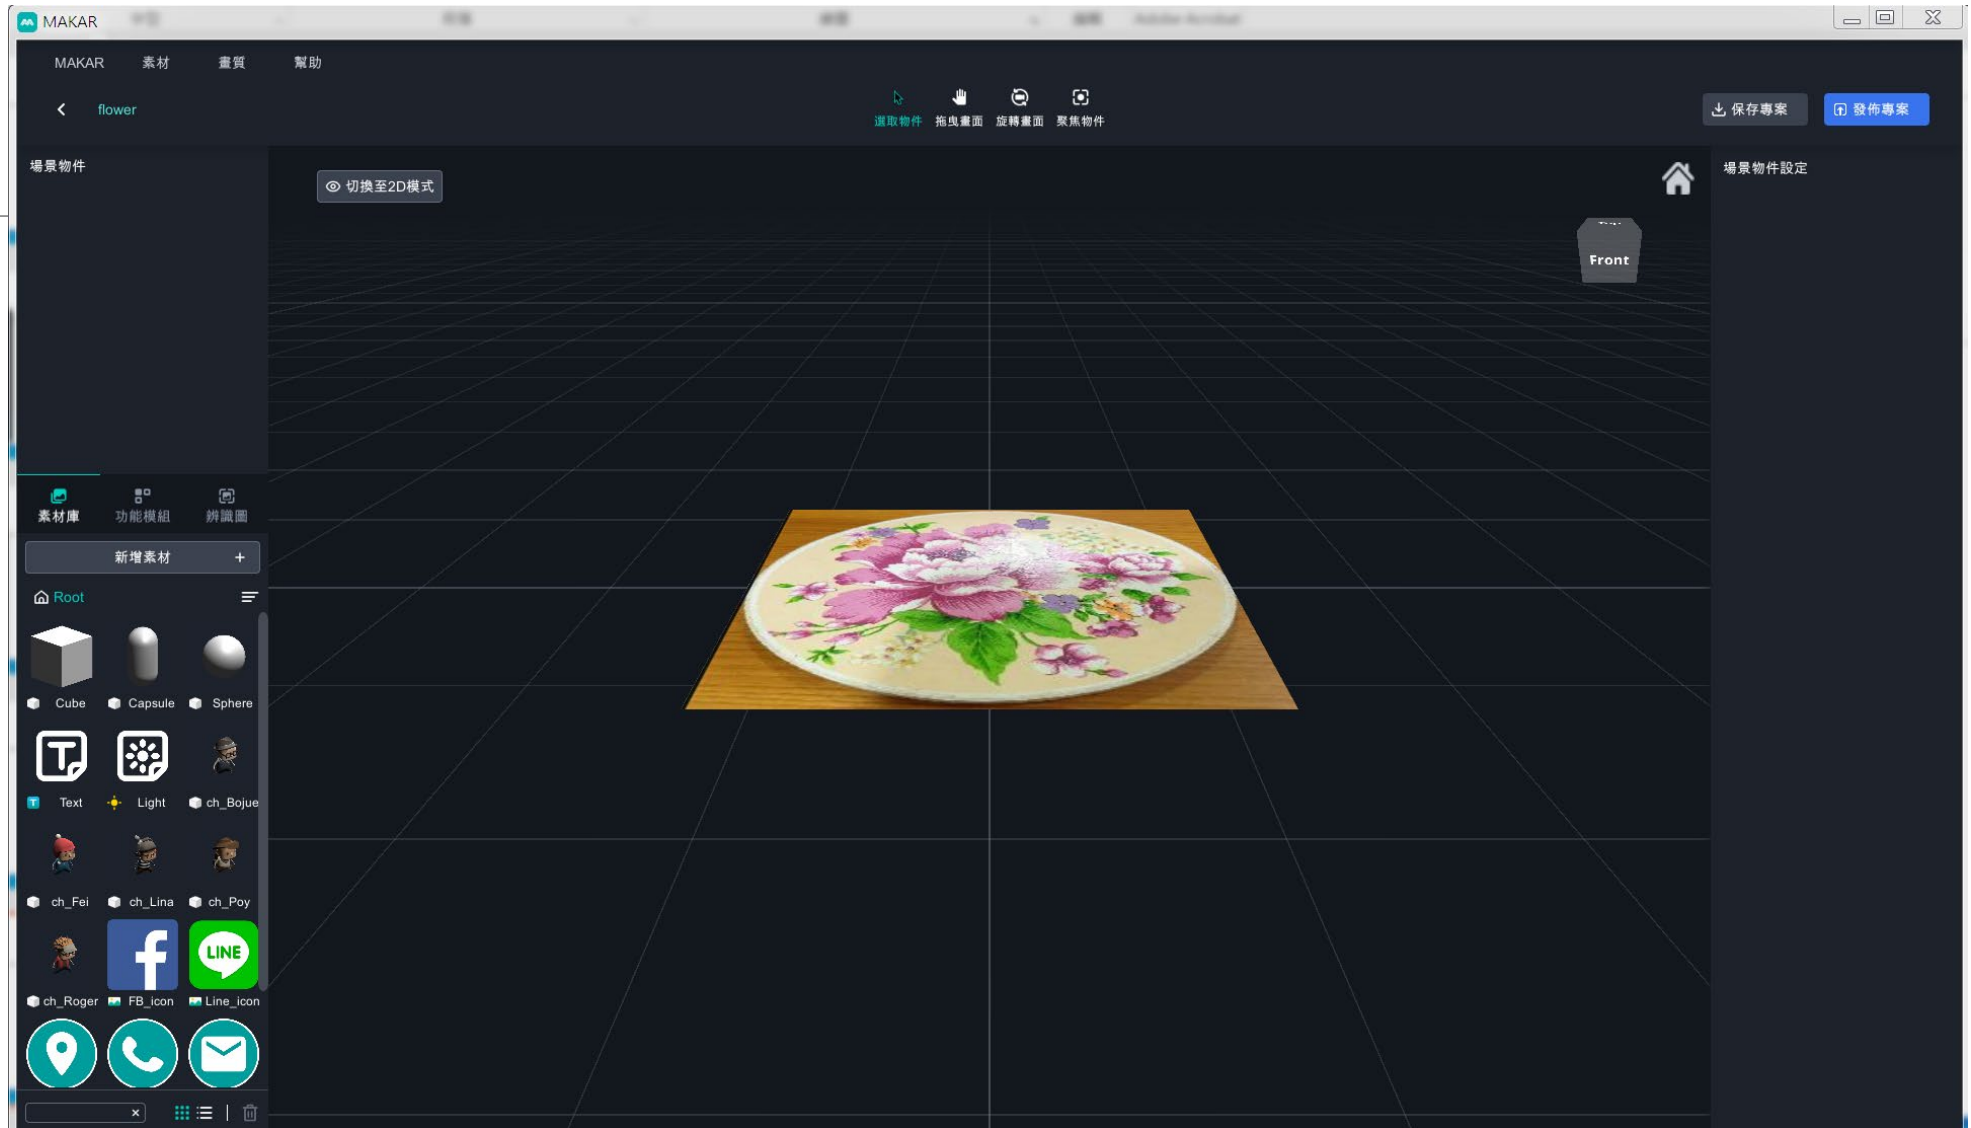 MAKAR
Adobe Acrobat
MAKAR 素材 畫質 幫助
flower
選取物件 拖曳畫面 旋轉畫面 聚焦物件
保存專案 發佈專案
場景物件
切換至2D模式
場景物件設定
Front
素材庫 功能模組 辨識圖
新增素材 +
Root
Cube Capsule Sphere
T
T Text Light ch_Bojue
ch_Fei ch_Lina ch_Poy
f LINE
ch_Roger FB_icon Line_icon